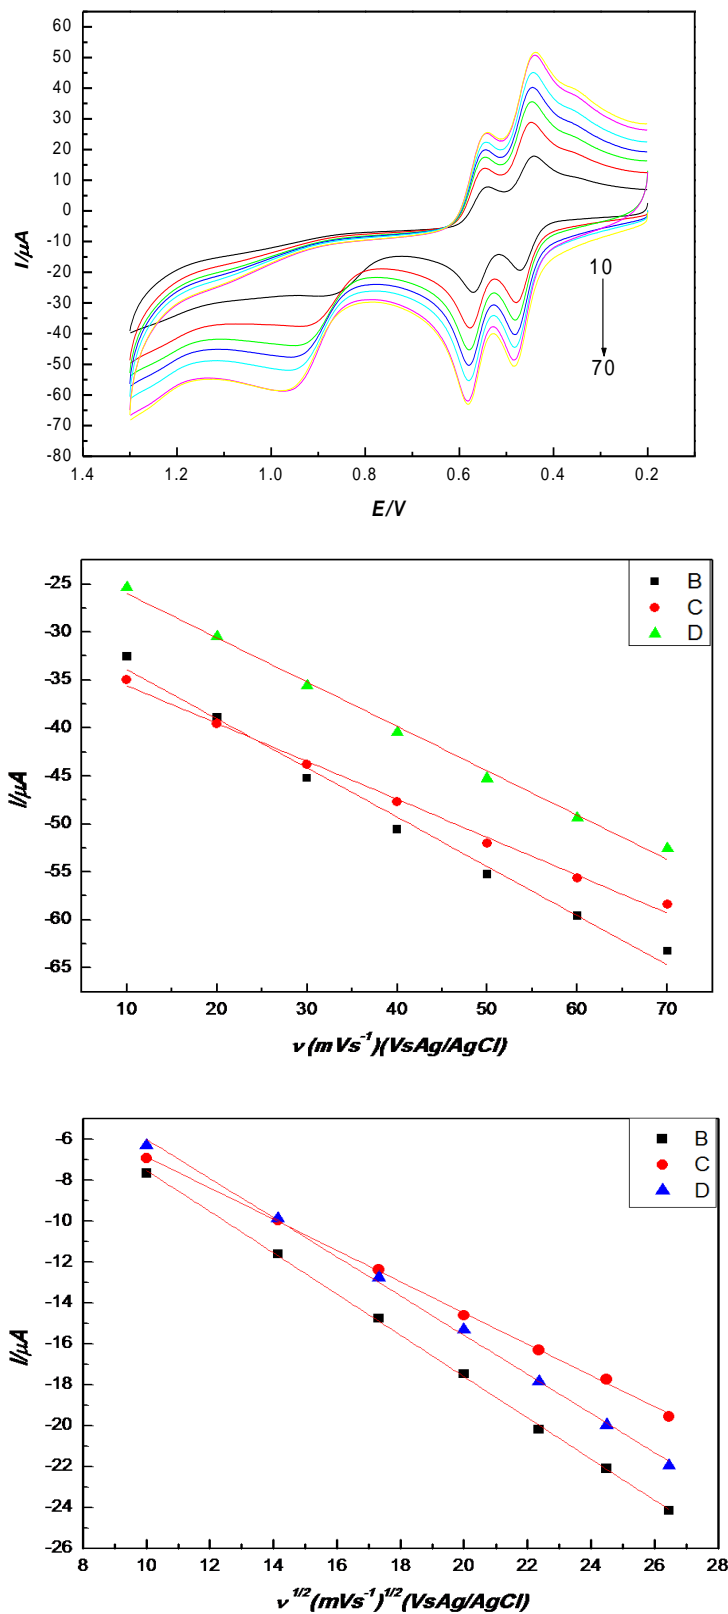 60
50
40
30
20
10
0
-10
-20
-30
-40
-50
-60
-70
-80
I/μA
10
70
1.4 1.2 1.0 0.8 0.6 0.4 0.2
E/V
B
C
D
-25
-30
-35
-40
-45
-50
-55
-60
-65
I/μA
10 20 30 40 50 60 70
ν(mVs⁻¹)(VsAg/AgCl)
B
C
D
-6
-8
-10
-12
-14
-16
-18
-20
-22
-24
-26
I/μA
8 10 12 14 16 18 20 22 24 26 28
ν^1/2(mVs⁻¹)^1/2(VsAg/AgCl)